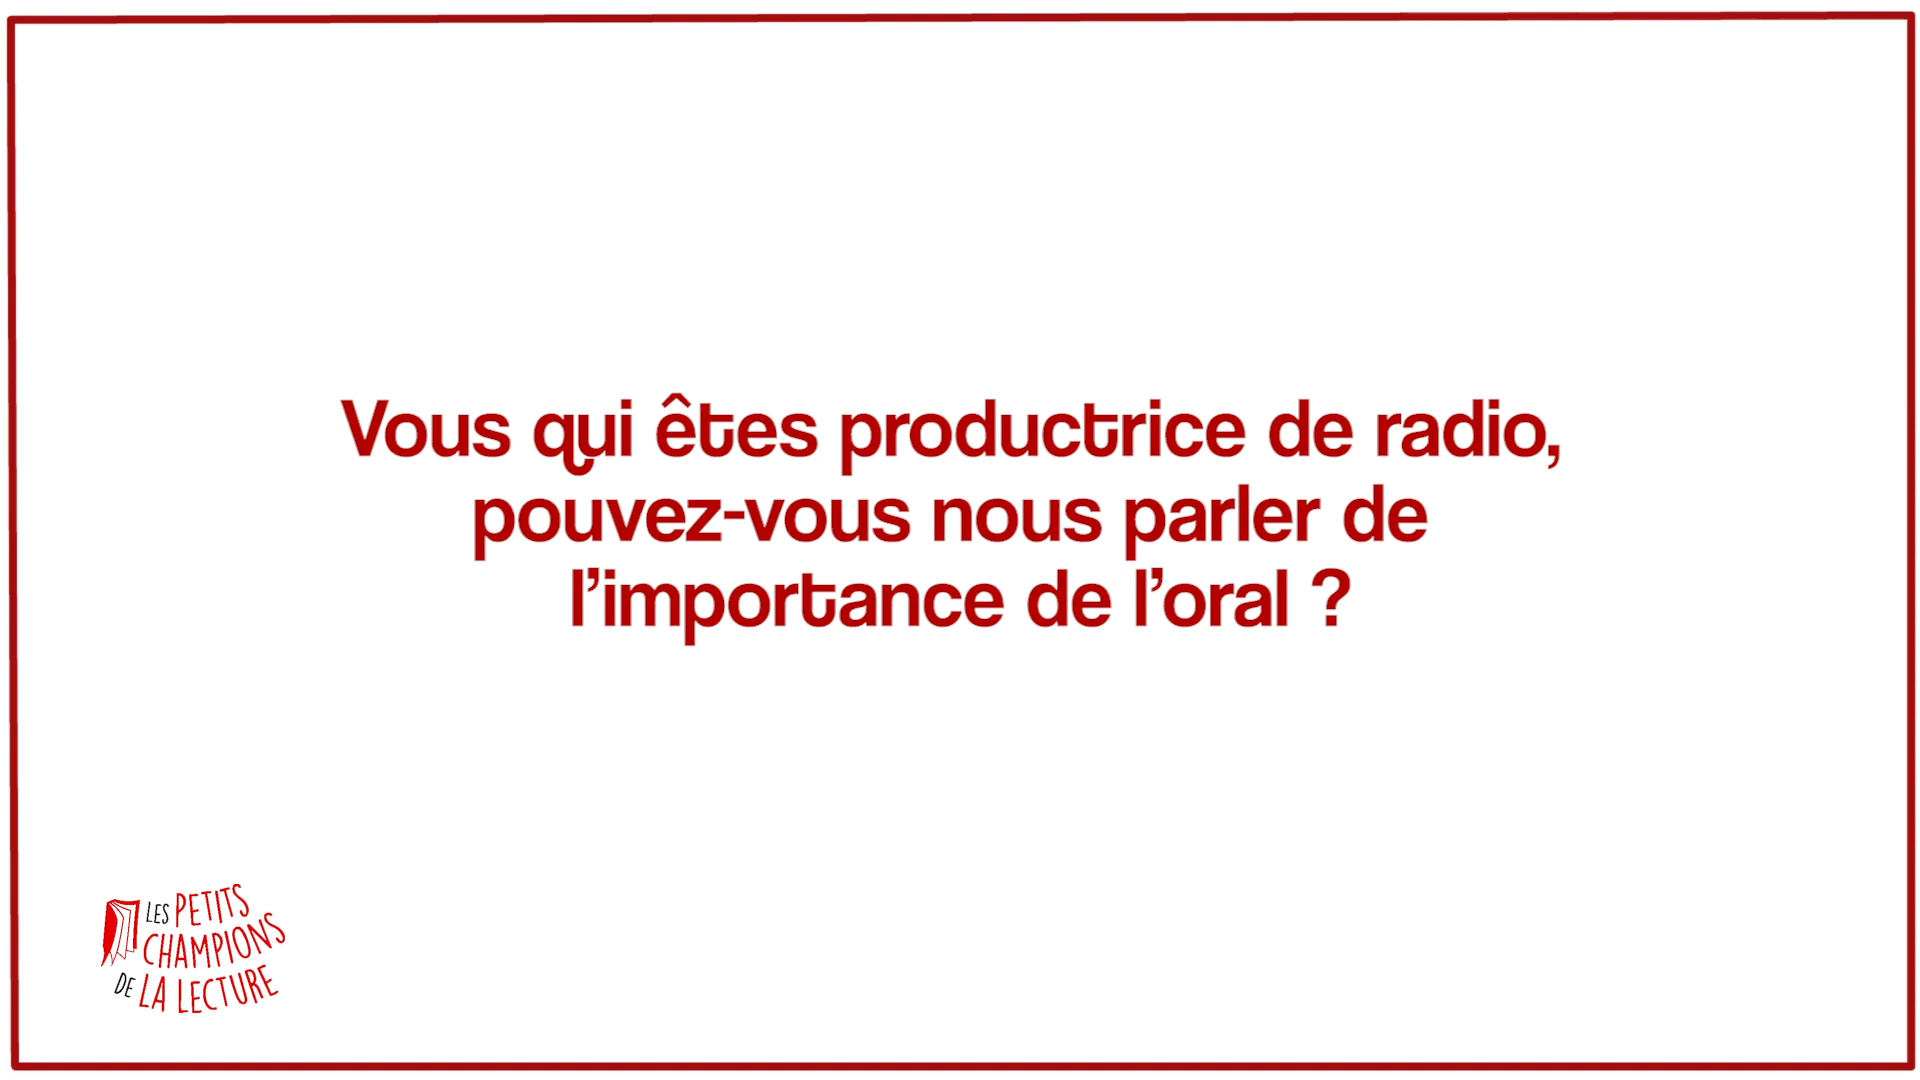 Vous qui êtes productrice de radio,
pouvez-vous nous parler de
l’importance de l’oral ?
LES PETITS
CHAMPIONS
DE LA LECTURE